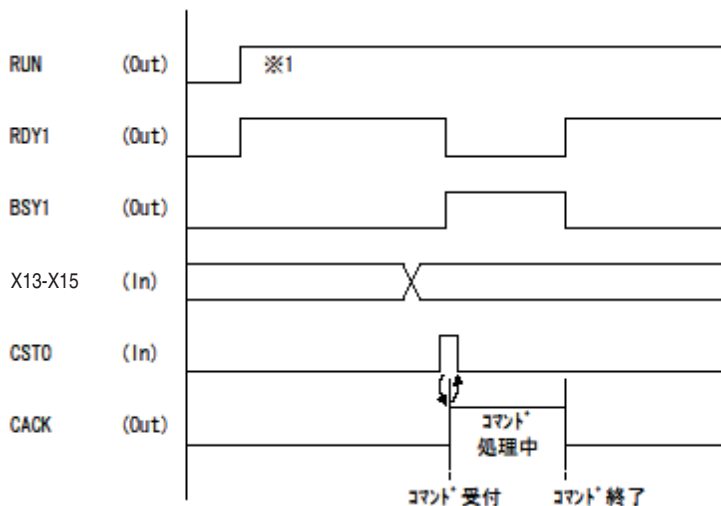 RUN (Out) ※1
RDY1 (Out)
BSY1 (Out)
X13-X15 (In)
CST0 (In)
CACK (Out)
コマンド
処理中
コマンド受付 コマンド終了